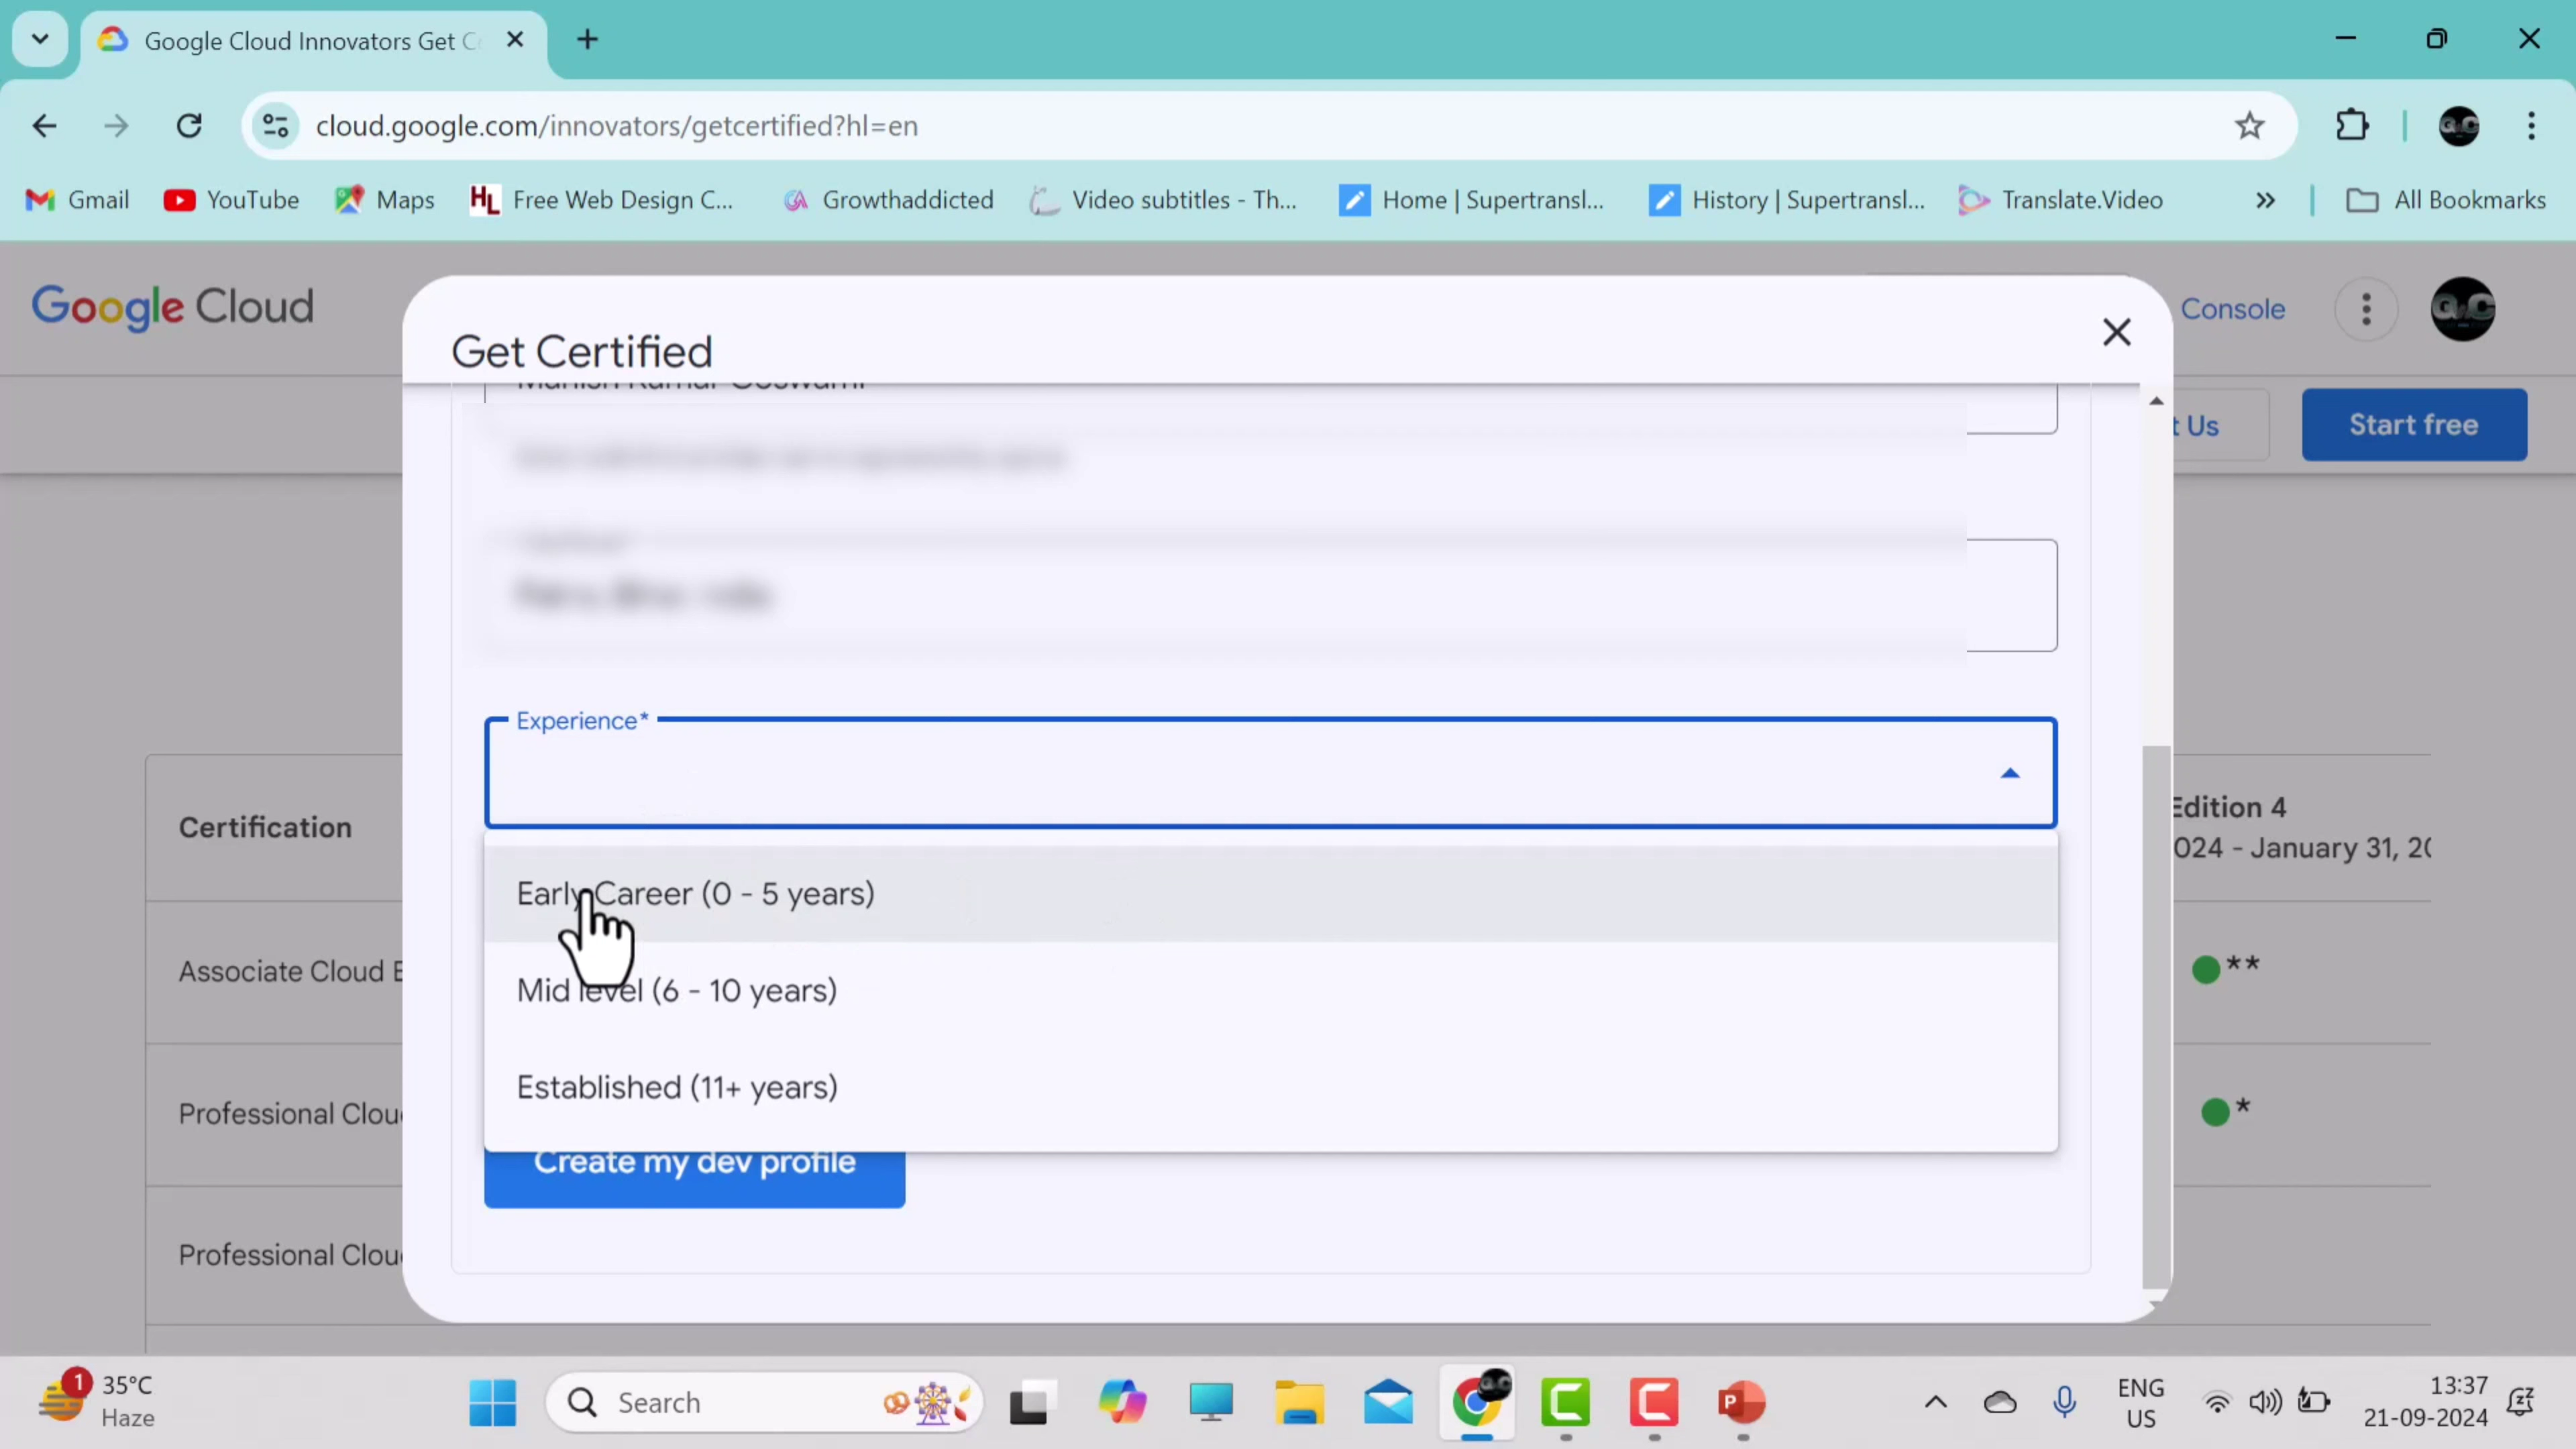 Google Cloud Innovators Get C
cloud.google.com/innovators/getcertified?hl=en
Gmail
YouTube
Maps
HL
Free Web Design C...
Growthaddicted
Video subtitles - Th...
Home | Supertransl...
History | Supertransl...
Translate.Video
All Bookmarks
Google Cloud
Get Certified
Console
Start free
t Us
Experience*
Early Career (0 - 5 years)
Mid level (6 - 10 years)
Established (11+ years)
Create my dev profile
Certification
Edition 4
024 - January 31, 20
Associate Cloud E
**
Professional Clou
*
Professional Clou
1
35°C
Haze
Search
ENG
US
13:37
21-09-2024